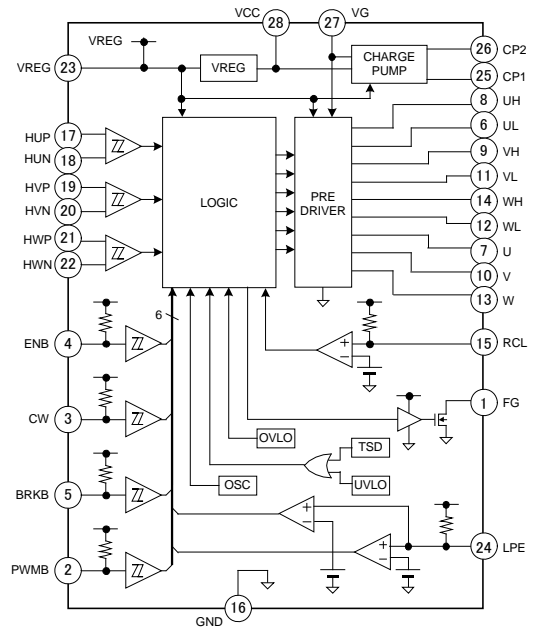 VCC VG
28 27
VREG
VREG 23 VREG CHARGE PUMP 26 CP2
25 CP1
8 UH
6 UL
9 VH
11 VL
14 WH
12 WL
7 U
10 V
13 W
HUP 17
HUN 18
HVP 19
HVN 20
HWP 21
HWN 22
LOGIC
PRE DRIVER
6
ENB 4
+
-
15 RCL
CW 3
1 FG
OVLO
TSD
BRKB 5
OSC
UVLO
+
-
+
-
24 LPE
PWMB 2
GND 16